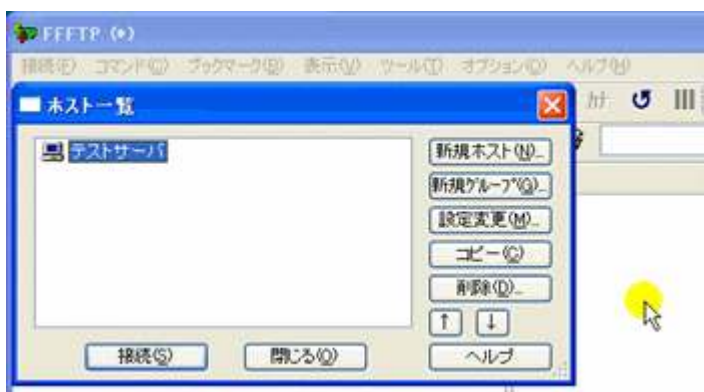 FFFTP (*)
接続(F) コマンド(C) ブックマーク(B) 表示(V) ツール(T) オプション(O) ヘルプ(H)
ホスト一覧
テストサーバ
新規ホスト(N)...
新規グループ(G)...
設定変更(M)...
コピー(C)
削除(D)...
↑ ↓
接続(S) 閉じる(O) ヘルプ